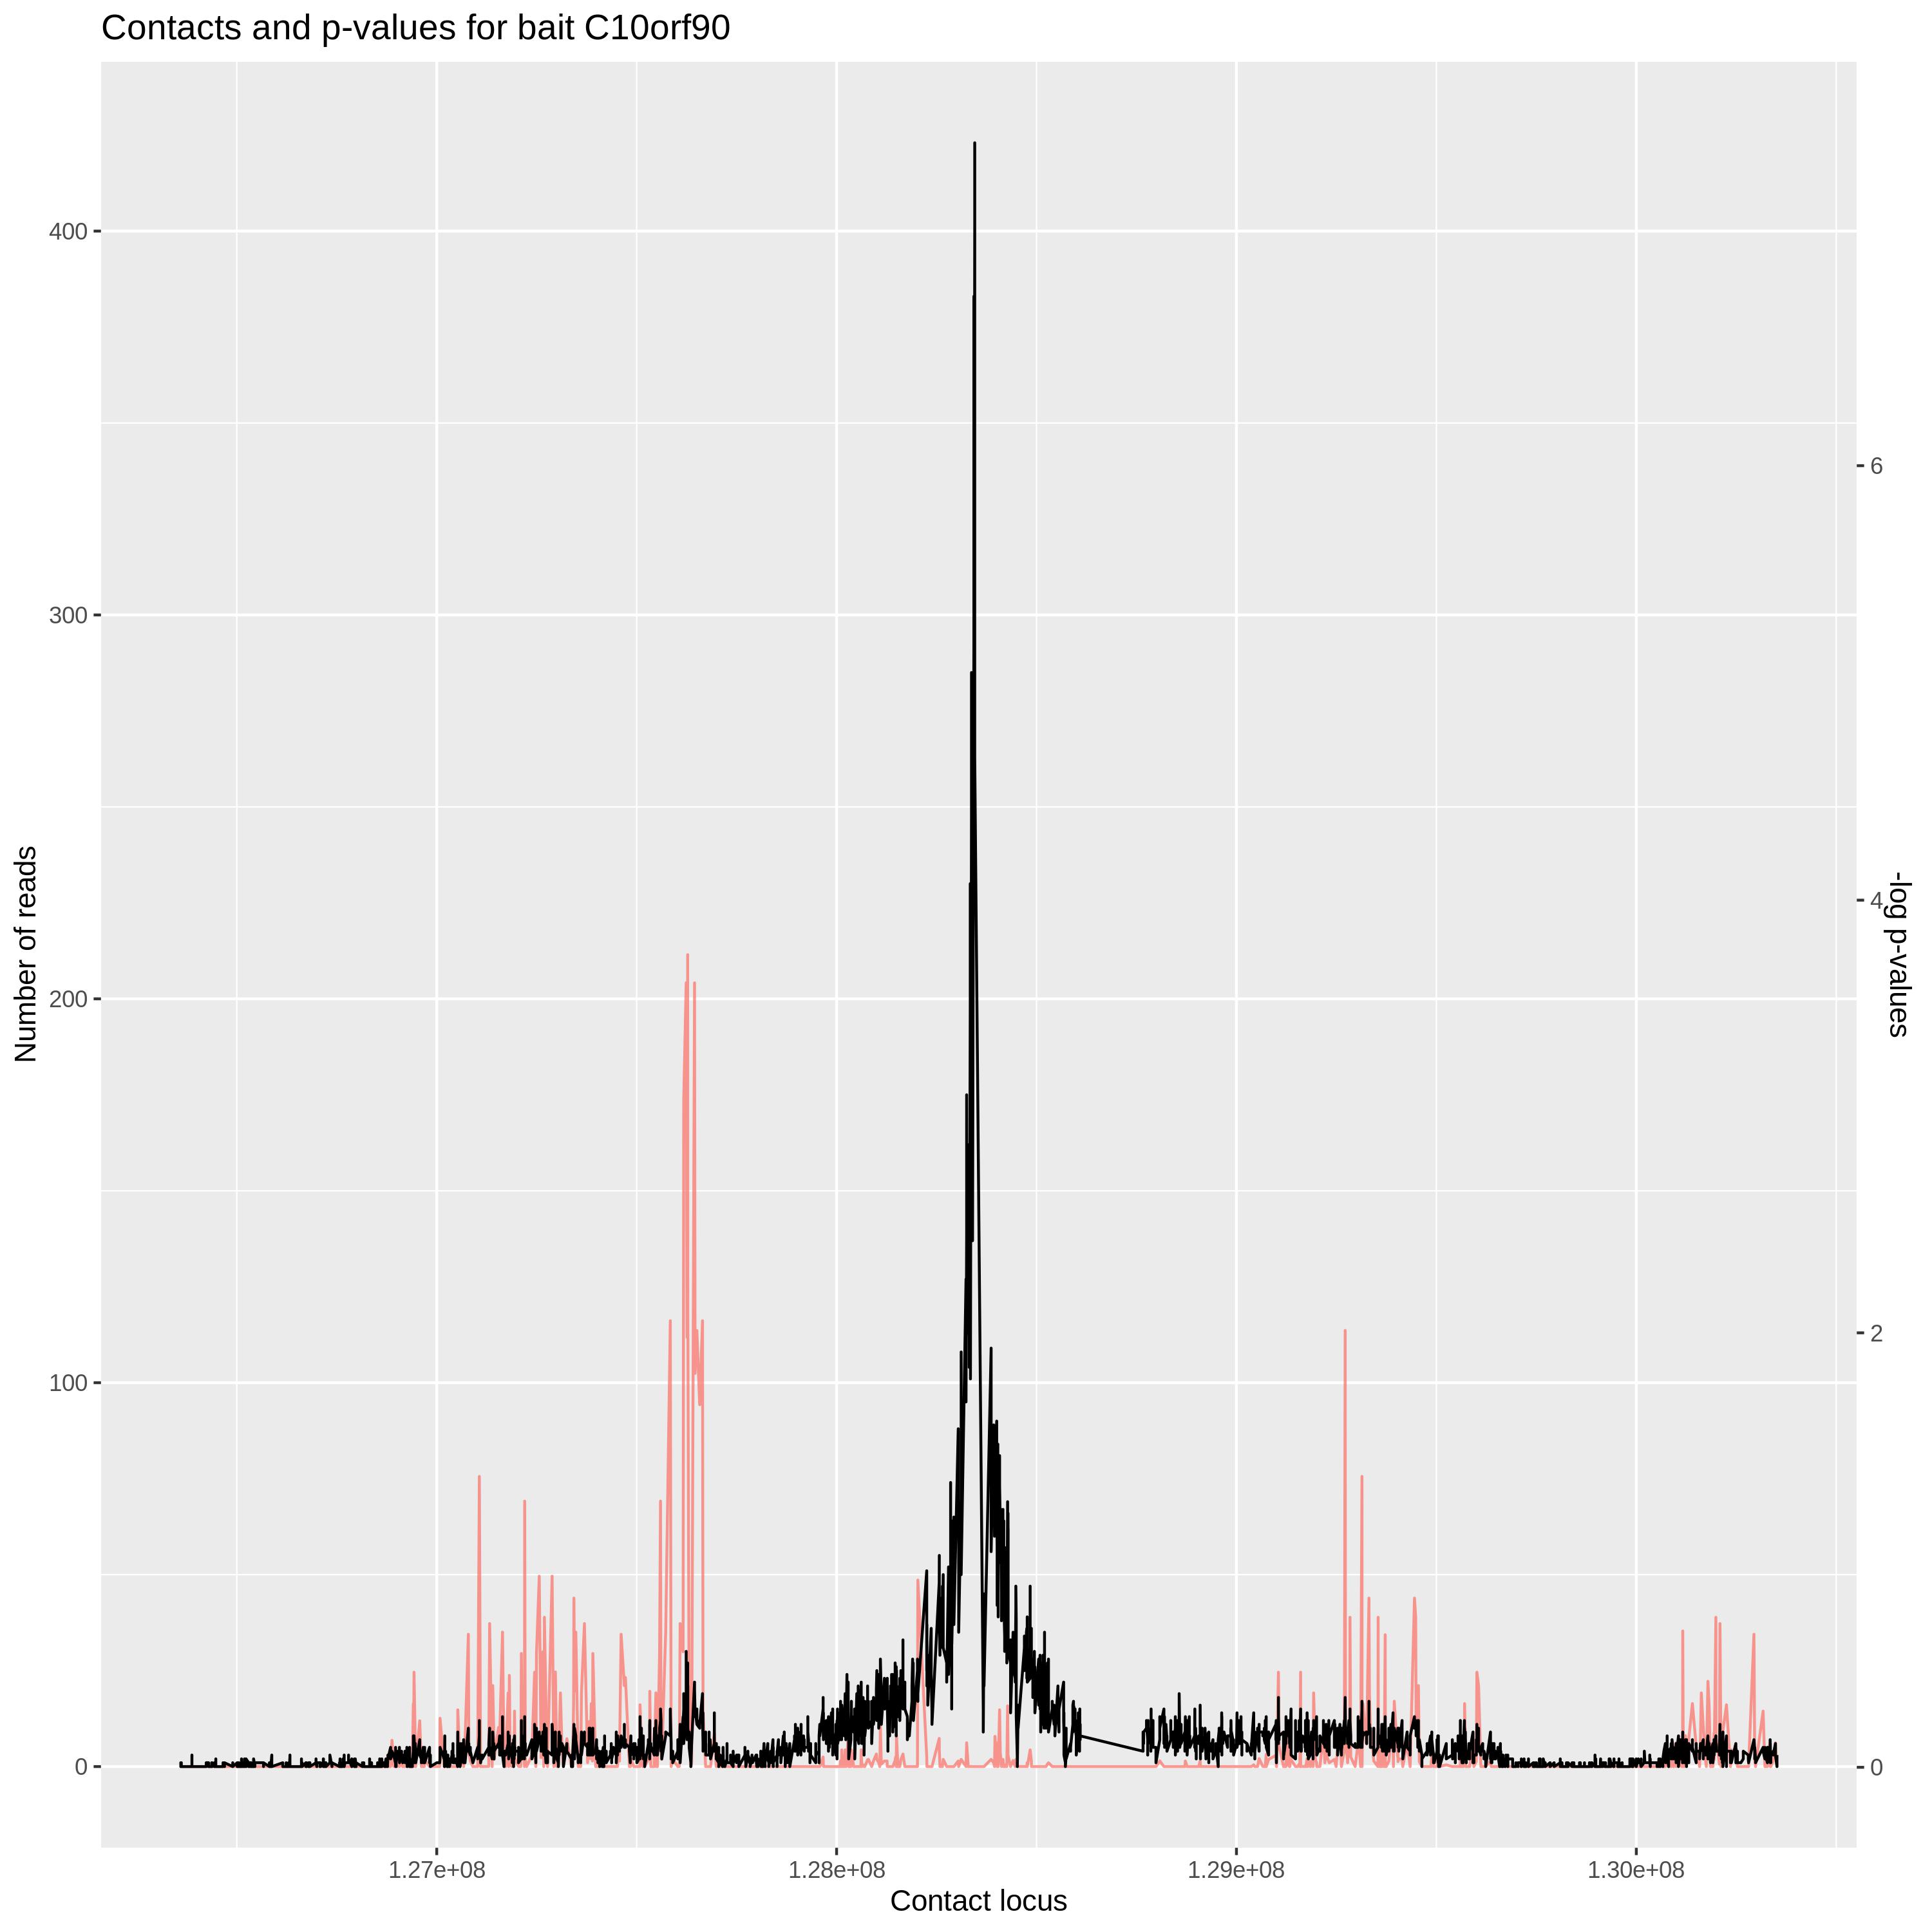 Contacts and p-values for bait C10orf90
400
300
200
100
0
6
4
2
0
1.27e+08
1.28e+08
1.29e+08
1.30e+08
Number of reads
-log p-values
Contact locus